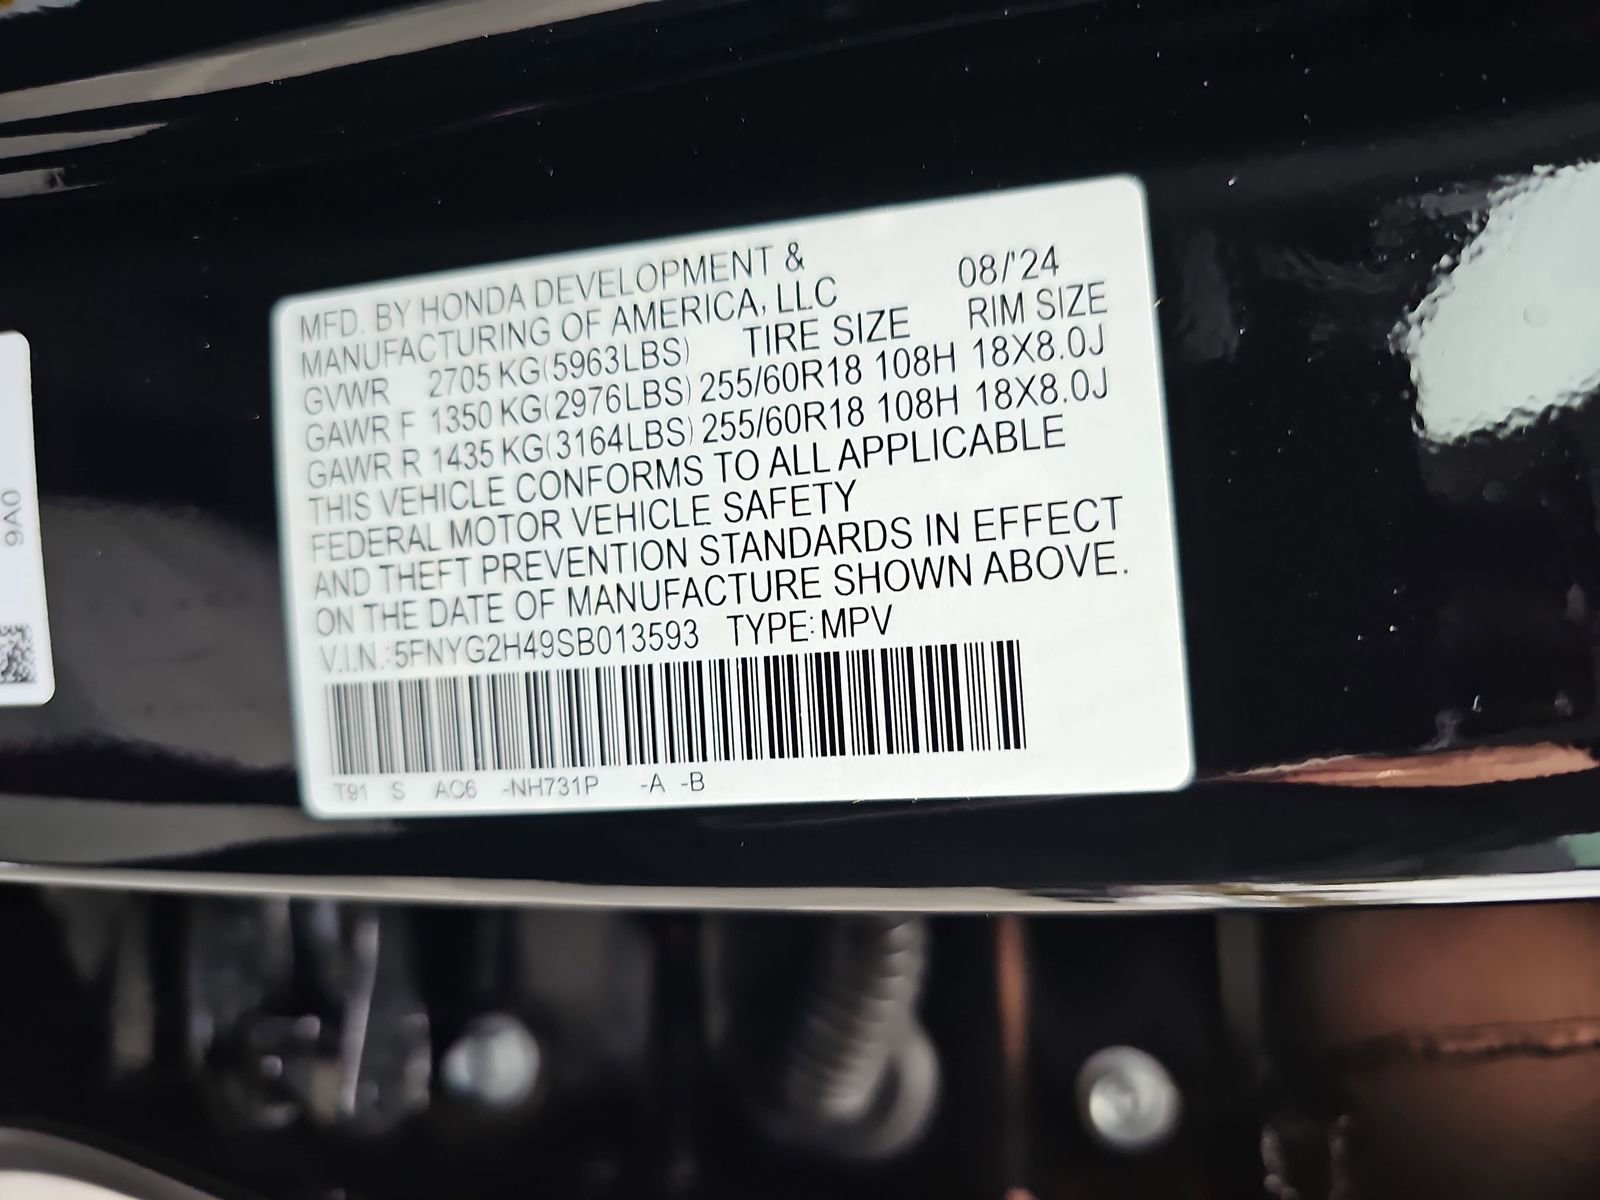 MFD. BY HONDA DEVELOPMENT &
MANUFACTURING OF AMERICA, LLC 08/'24
GVWR 2705 KG(5963LBS) TIRE SIZE RIM SIZE
GAWR F 1350 KG(2976LBS) 255/60R18 108H 18X8.0J
GAWR R 1435 KG(3164LBS) 255/60R18 108H 18X8.0J
THIS VEHICLE CONFORMS TO ALL APPLICABLE
FEDERAL MOTOR VEHICLE SAFETY
AND THEFT PREVENTION STANDARDS IN EFFECT
ON THE DATE OF MANUFACTURE SHOWN ABOVE.
V.I.N.:5FNYG2H49SB013593 TYPE:MPV
T91 S AC6 -NH731P -A -B
9A0